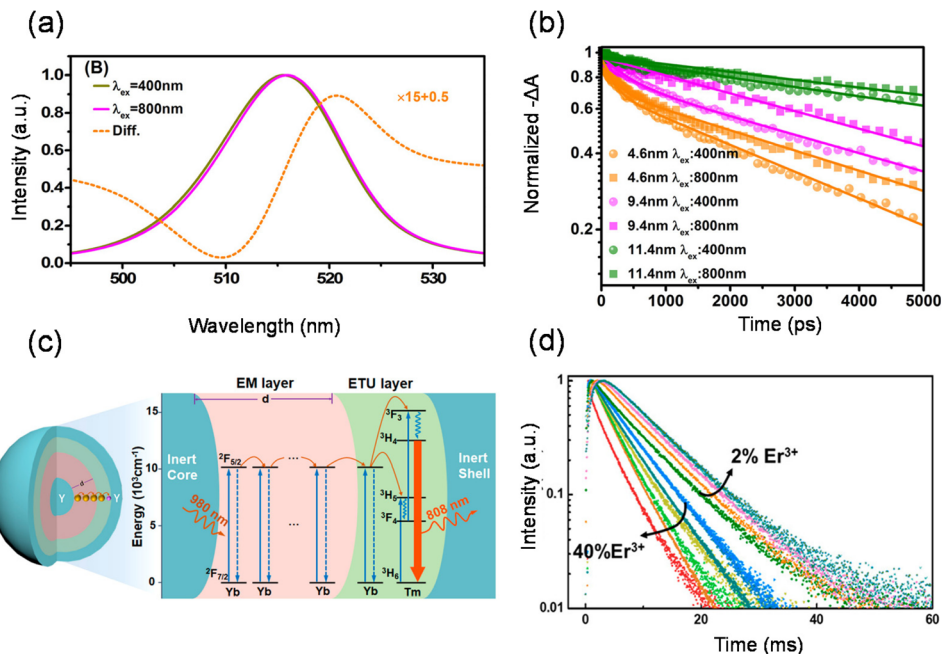 (a)
(B)
λex=400nm
λex=800nm
Diff.
×15+0.5
Intensity (a.u.)
1.0
0.8
0.6
0.4
0.2
0.0
500 510 520 530
Wavelength (nm)
(b)
Normalized -ΔA
1
0.8
0.6
0.4
0.2
4.6nm λex:400nm
4.6nm λex:800nm
9.4nm λex:400nm
9.4nm λex:800nm
11.4nm λex:400nm
11.4nm λex:800nm
0 1000 2000 3000 4000 5000
Time (ps)
(c)
EM layer
ETU layer
d
Energy (10³cm⁻¹)
15
10
5
0
Inert Core
Inert Shell
²F5/2
²F7/2
...
...
980 nm
808 nm
³F3
³H4
³H5
³F4
³H6
Yb Yb Yb Yb Tm
Y d Y
(d)
Intensity (a.u.)
1
0.1
0.01
2% Er³⁺
40%Er³⁺
0 20 40 60
Time (ms)